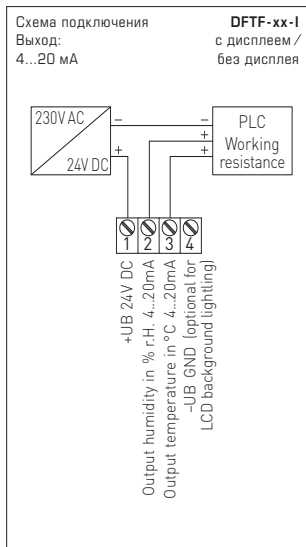 Схема подключения
DFTF-xx-I
Выход:
с дисплеем /
4...20 мА
без дисплея
230V AC
24V DC
–
+
–
+
+
PLC
Working
resistance
1
2
3
4
+UB 24V DC
Output humidity in % r.H. 4...20mA
Output temperature in °C 4...20mA
–UB GND (optional for
LCD background lightling)